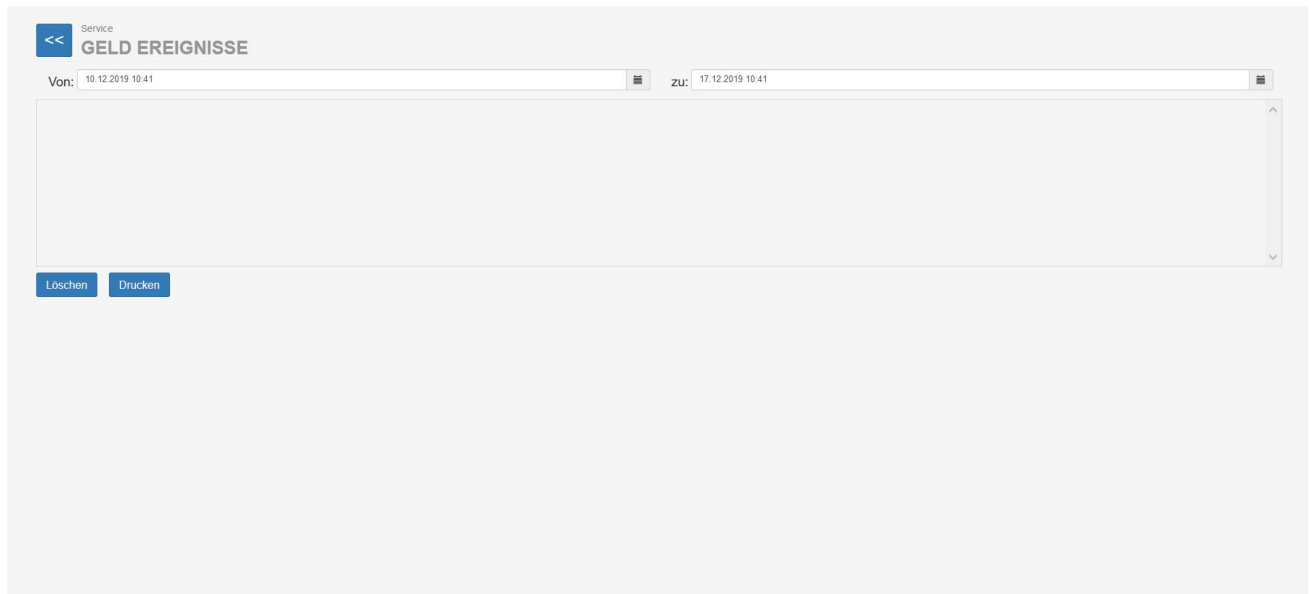 <<
Service
GELD EREIGNISSE
Von: 10.12.2019 10:41 zu: 17.12.2019 10:41
Löschen Drucken